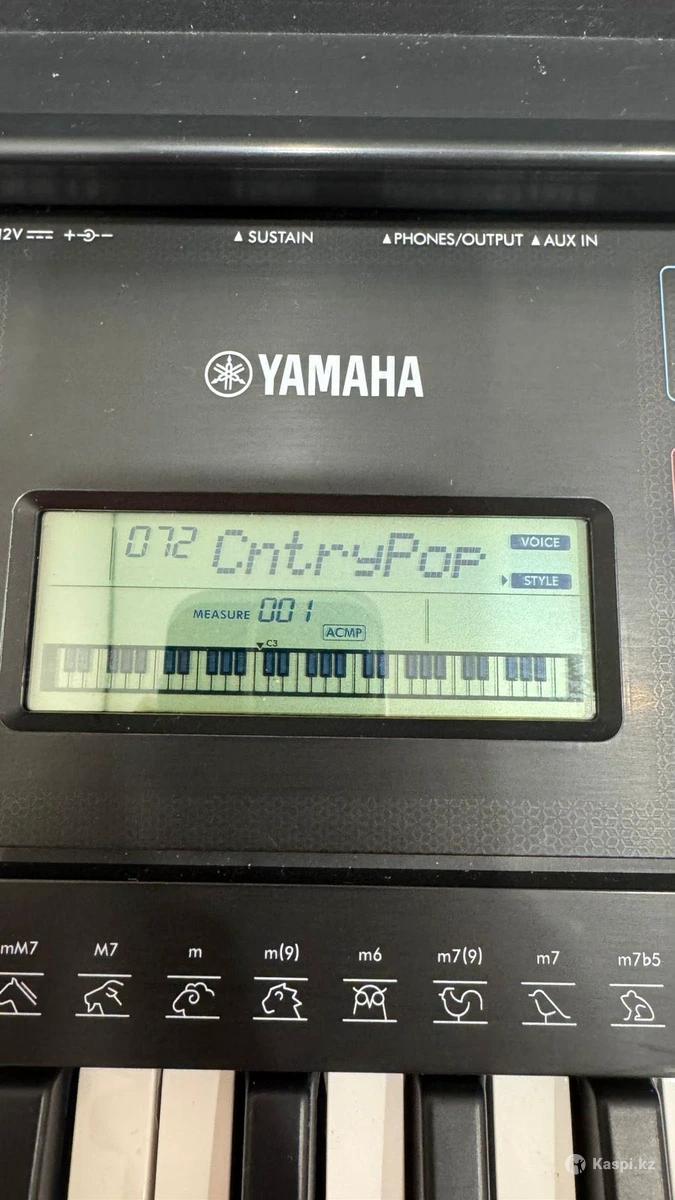 12V
SUSTAIN
PHONES/OUTPUT
AUX IN
YAMAHA
072 CntryPop
VOICE
STYLE
MEASURE 001
ACMP
C3
mM7 M7 m m(9) m6 m7(9) m7 m7b5
Kaspi.kz